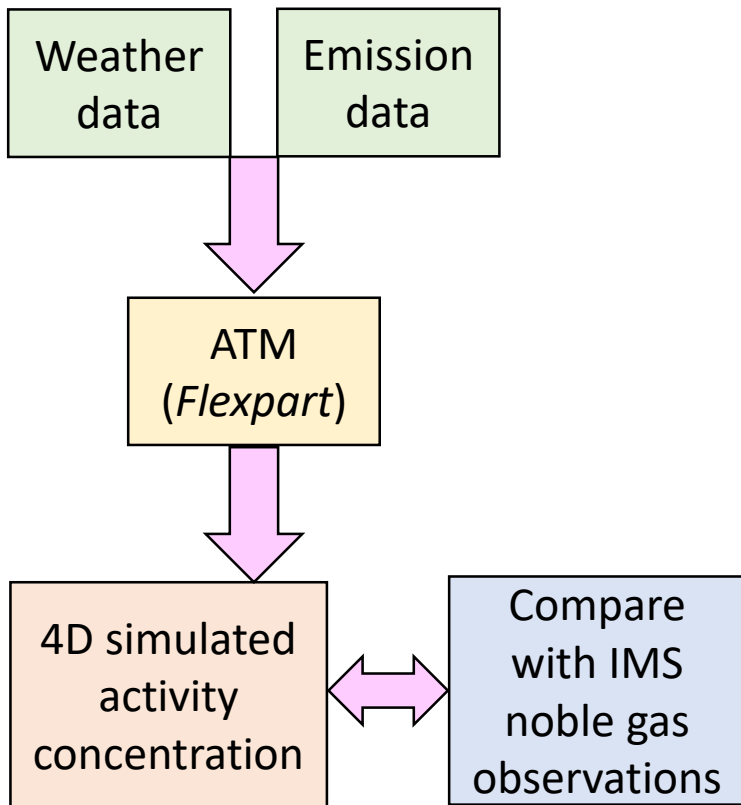 Weather
data
Emission
data
ATM
(Flexpart)
4D simulated
activity
concentration
Compare
with IMS
noble gas
observations